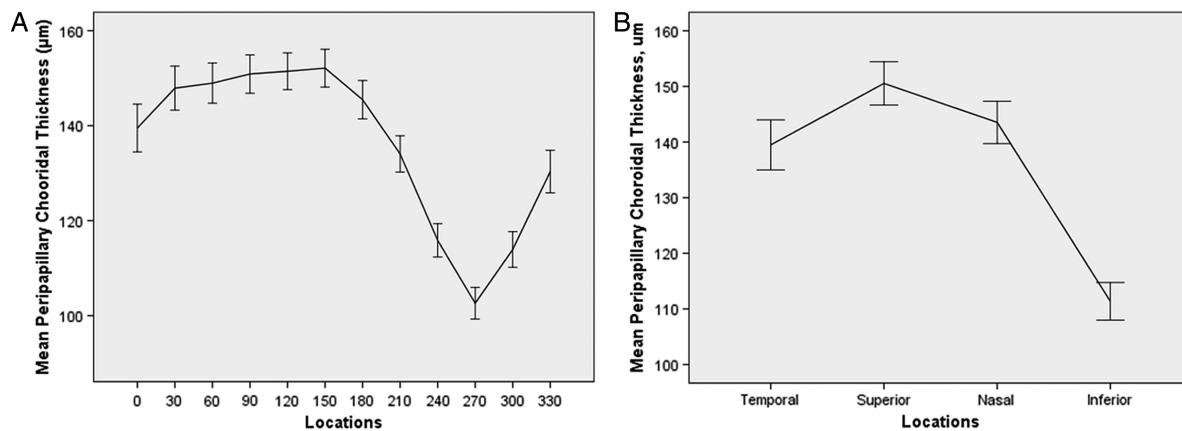 A
Mean Peripapillary Chooridal Thickness (µm)
160
140
120
100
0 30 60 90 120 150 180 210 240 270 300 330
Locations
B
Mean Peripapillary Choroidal Thickness, um
160
150
140
130
120
110
100
Temporal Superior Nasal Inferior
Locations